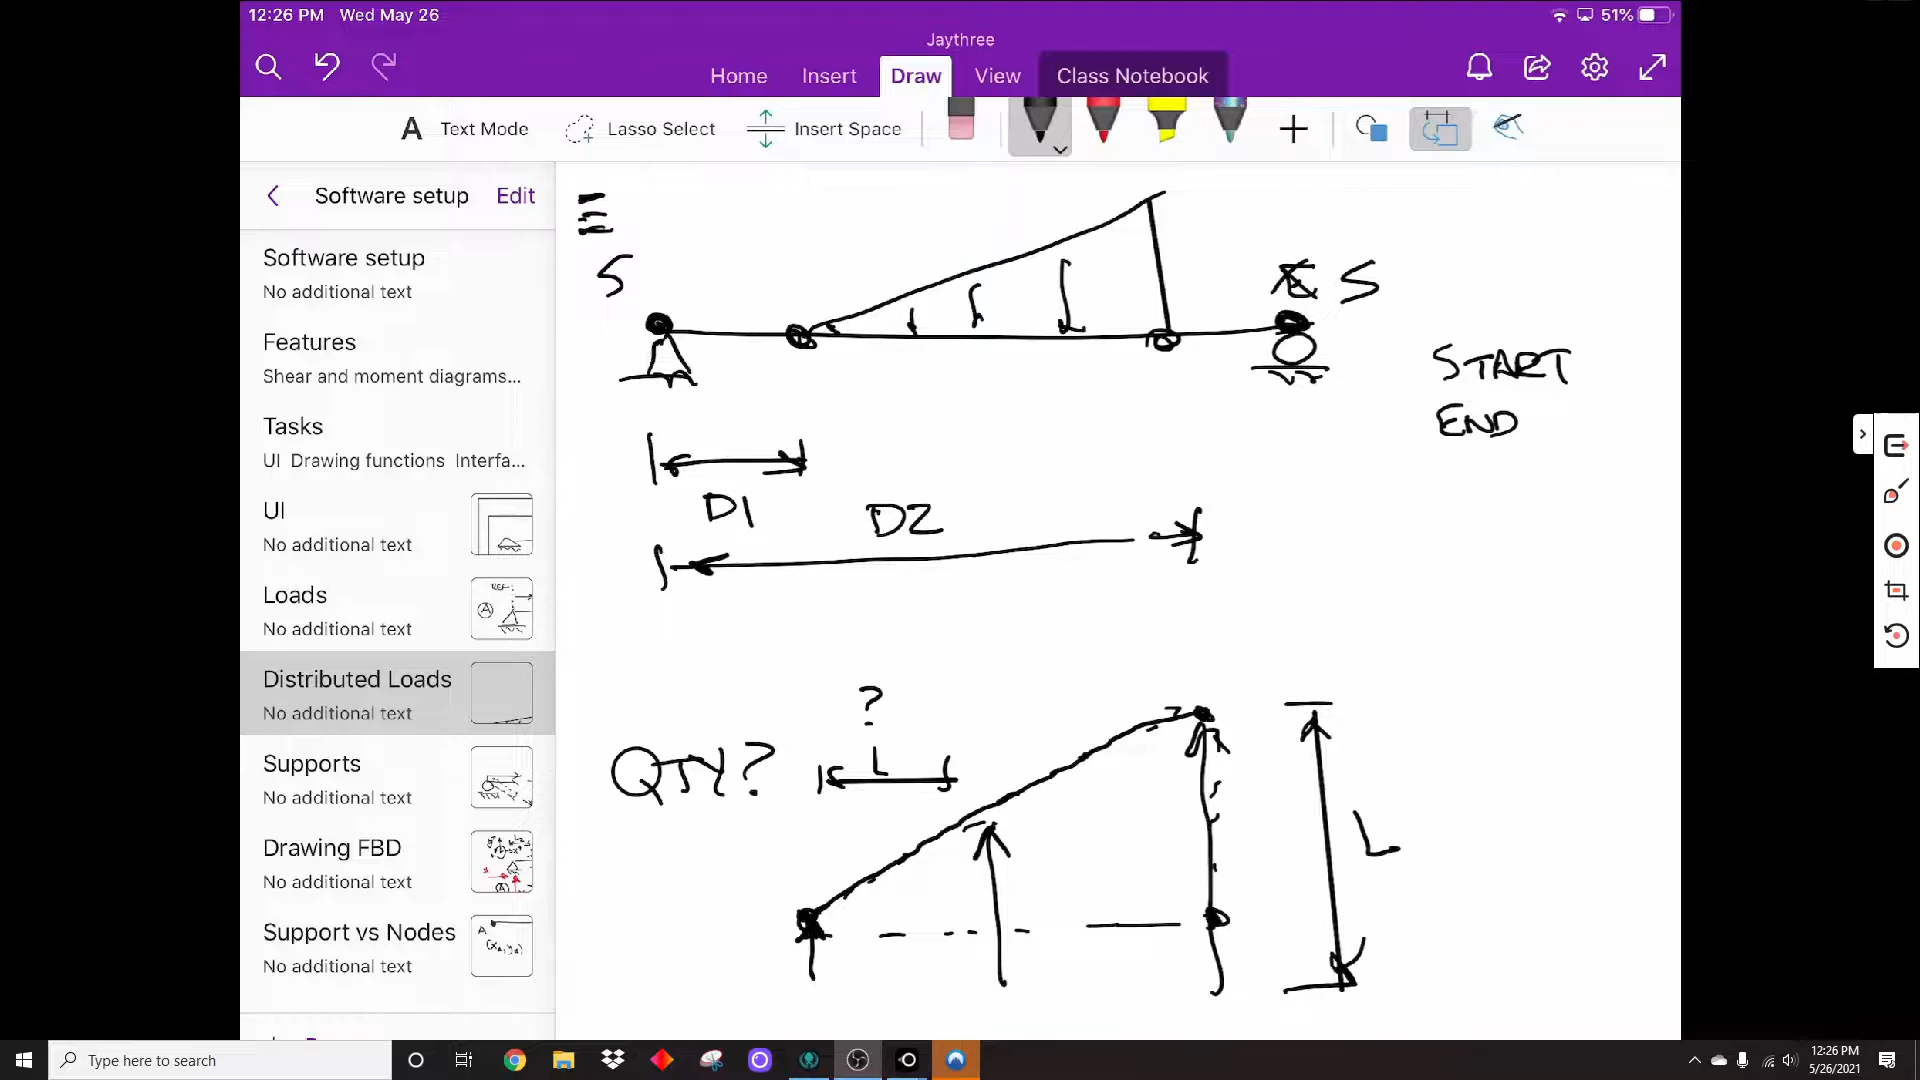 12:26 PM Wed May 26
51%
Jaythree
Home Insert Draw View Class Notebook
Text Mode Lasso Select Insert Space
Software setup Edit
Software setup
No additional text
Features
Shear and moment diagrams...
Tasks
UI Drawing functions Interfa...
UI
No additional text
Loads
No additional text
Distributed Loads
No additional text
Supports
No additional text
Drawing FBD
No additional text
Support vs Nodes
No additional text
S
S
START
END
D1
D2
?
QTY?
L
L
Type here to search
12:26 PM
5/26/2021